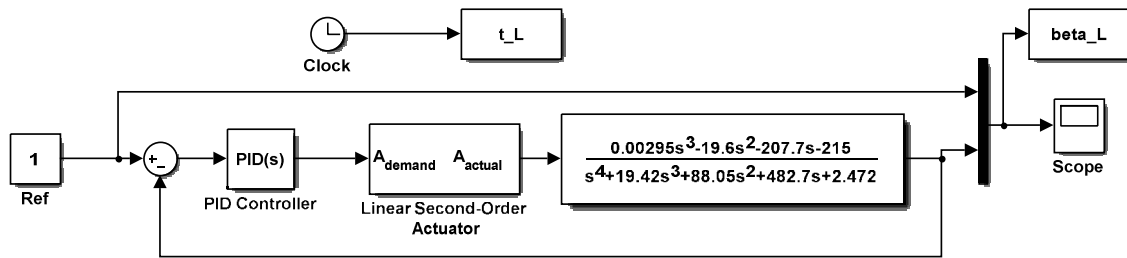 t_L
beta_L
Clock
1
Ref
+
-
PID(s)
PID Controller
A_demand A_actual
Linear Second-Order
Actuator
0.00295s^3-19.6s^2-207.7s-215
s^4+19.42s^3+88.05s^2+482.7s+2.472
Scope